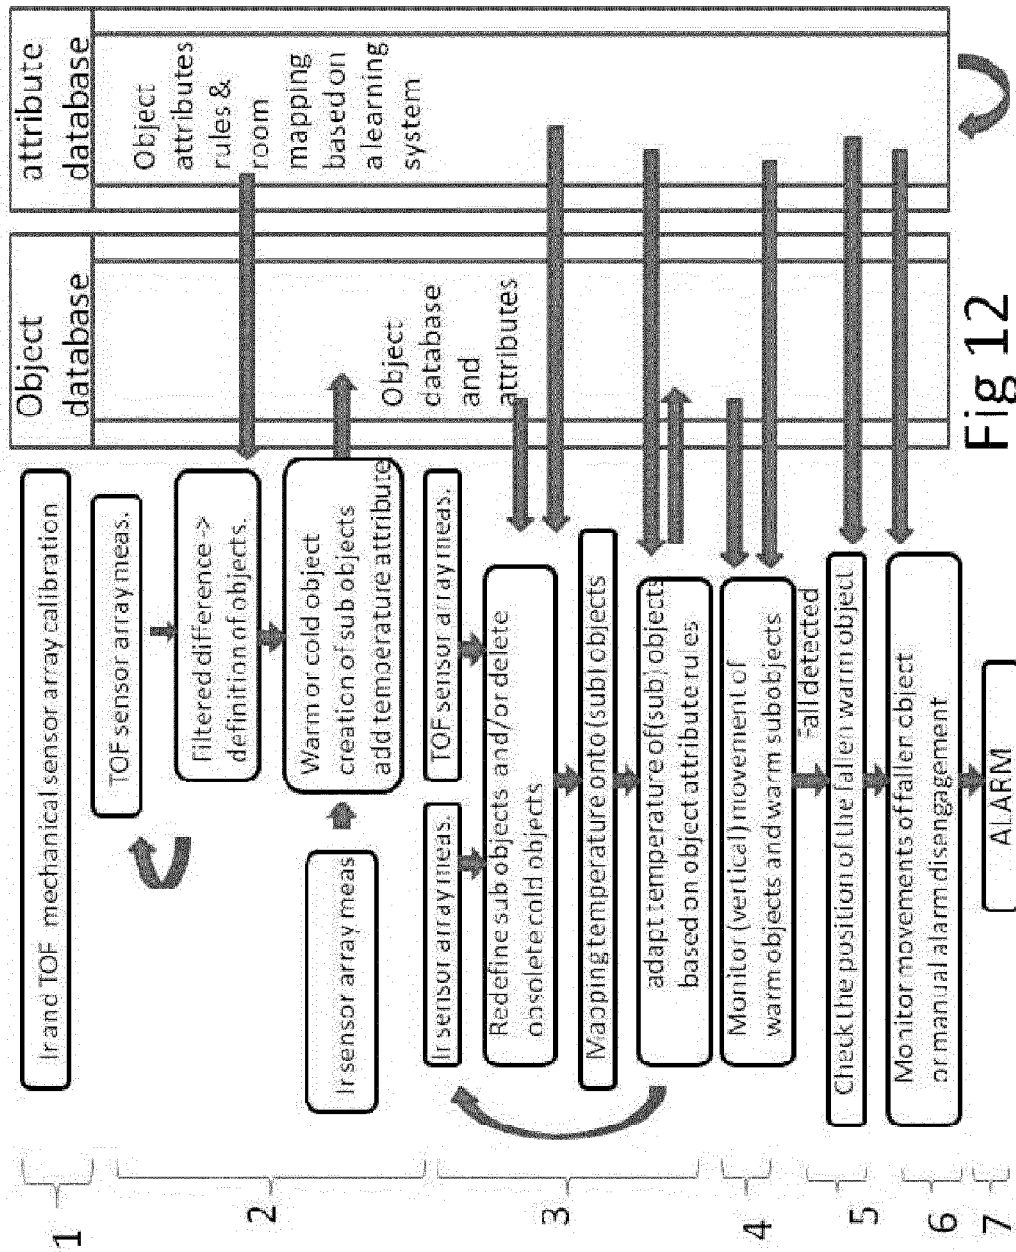 1
2
3
4
5
6
7
Ir and TOF mechanical sensor array calibration
TOF sensor array meas.
Filtered difference ->
definition of objects.
Ir sensor array meas
Warm or cold object
creation of sub objects
add temperature attribute
Ir sensor array meas.
TOF sensor array meas.
Redefine sub objects and/or delete
obsolete cold objects
Mapping temperature onto (sub) objects
adapt temperature of (sub) objects
based on object attribute rules
Monitor (vertical) movement of
warm objects and warm subobjects
Fall detected
Check the position of the fallen warm object
Monitor movements of faller object
or manual alarm disengagement
ALARM
Object
database
Object
database
and
attributes
attribute
database
Object
attributes
rules &
room
mapping
based on
a learning
system
Fig 12